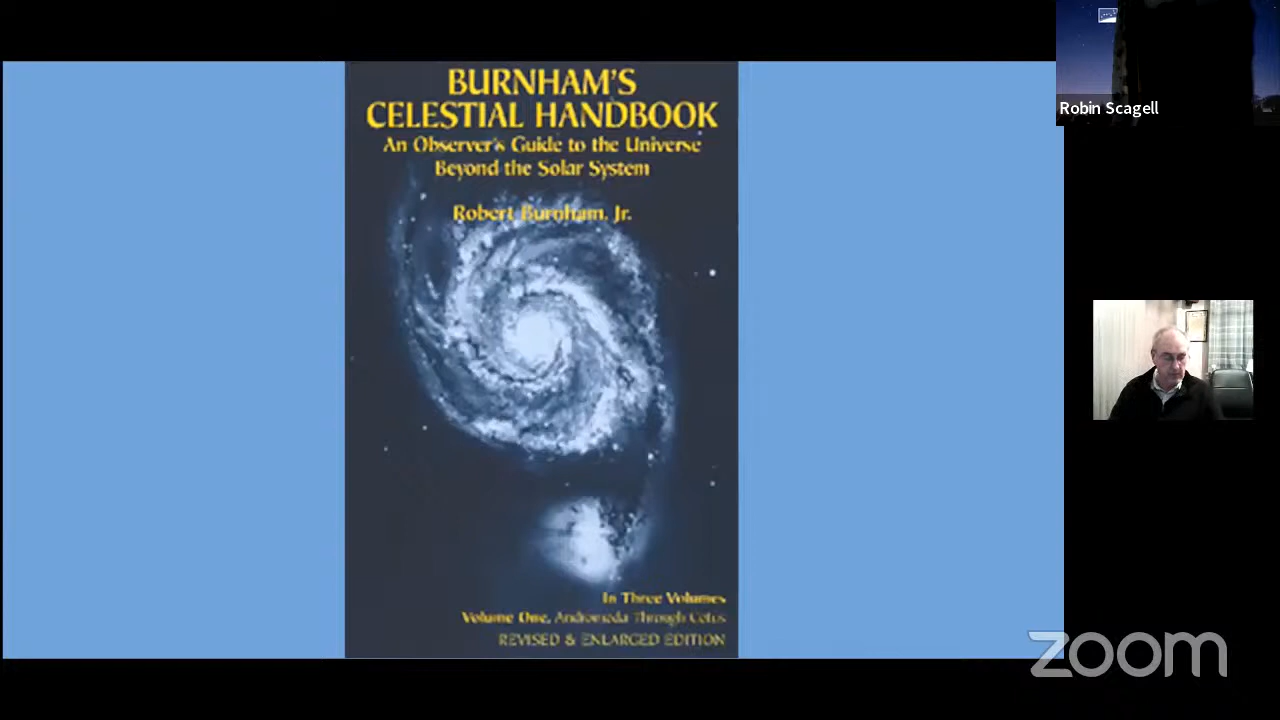 BURNHAM'S
CELESTIAL HANDBOOK
An Observer's Guide to the Universe
Beyond the Solar System
Robert Burnham, Jr.
In Three Volumes
Volume One, Andromeda Through Cetus
REVISED & ENLARGED EDITION
Robin Scagell
zoom